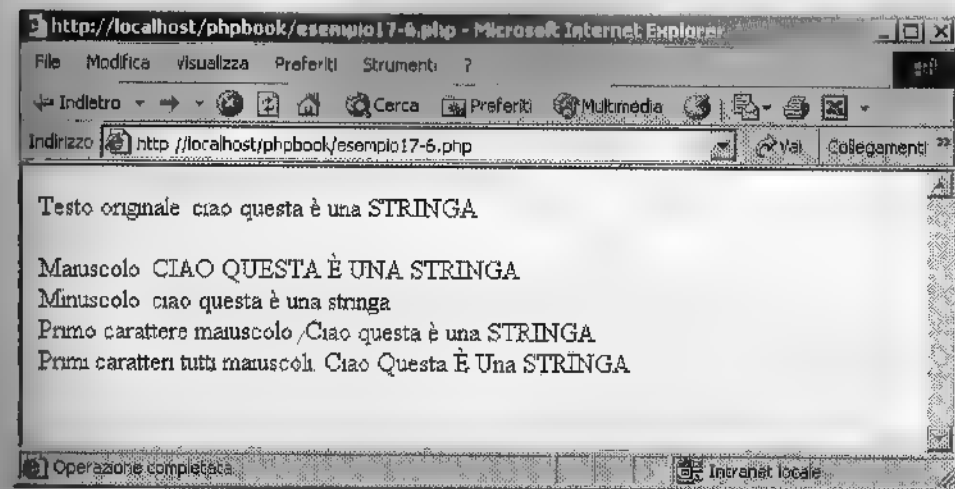 http://localhost/phpbook/esempio17-6.php - Microsoft Internet Explorer
File Modifica Visualizza Preferiti Strumenti ?
Indietro Cerca Preferiti Multimedia
Indirizzo http://localhost/phpbook/esempio17-6.php Vai Collegamenti »
Testo originale ciao questa è una STRINGA
Maiuscolo CIAO QUESTA È UNA STRINGA
Minuscolo ciao questa è una stringa
Primo carattere maiuscolo Ciao questa è una STRINGA
Primi caratteri tutti maiuscoli Ciao Questa È Una STRINGA
Operazione completata Intranet locale